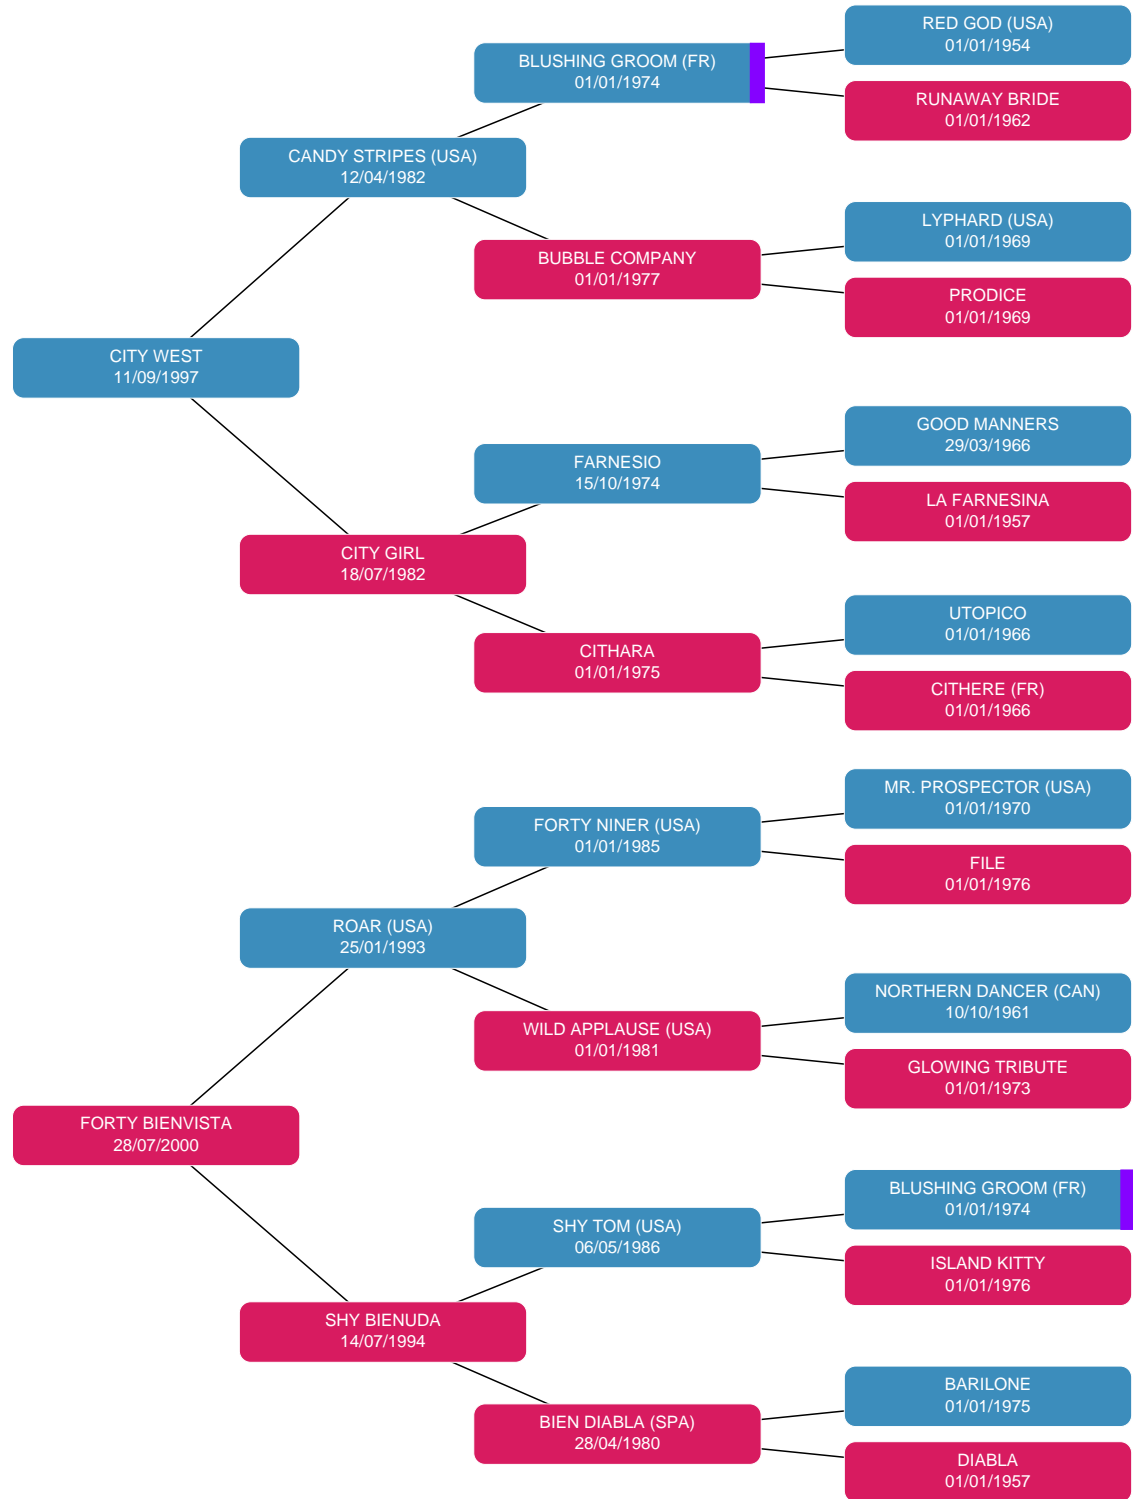 RED GOD (USA)
01/01/1954
BLUSHING GROOM (FR)
01/01/1974
RUNAWAY BRIDE
01/01/1962
CANDY STRIPES (USA)
12/04/1982
LYPHARD (USA)
01/01/1969
BUBBLE COMPANY
01/01/1977
PRODICE
01/01/1969
CITY WEST
11/09/1997
GOOD MANNERS
29/03/1966
FARNESIO
15/10/1974
LA FARNESINA
01/01/1957
CITY GIRL
18/07/1982
UTOPICO
01/01/1966
CITHARA
01/01/1975
CITHERE (FR)
01/01/1966
MR. PROSPECTOR (USA)
01/01/1970
FORTY NINER (USA)
01/01/1985
FILE
01/01/1976
ROAR (USA)
25/01/1993
NORTHERN DANCER (CAN)
10/10/1961
WILD APPLAUSE (USA)
01/01/1981
GLOWING TRIBUTE
01/01/1973
FORTY BIENVISTA
28/07/2000
BLUSHING GROOM (FR)
01/01/1974
SHY TOM (USA)
06/05/1986
ISLAND KITTY
01/01/1976
SHY BIENUDA
14/07/1994
BARILONE
01/01/1975
BIEN DIABLA (SPA)
28/04/1980
DIABLA
01/01/1957